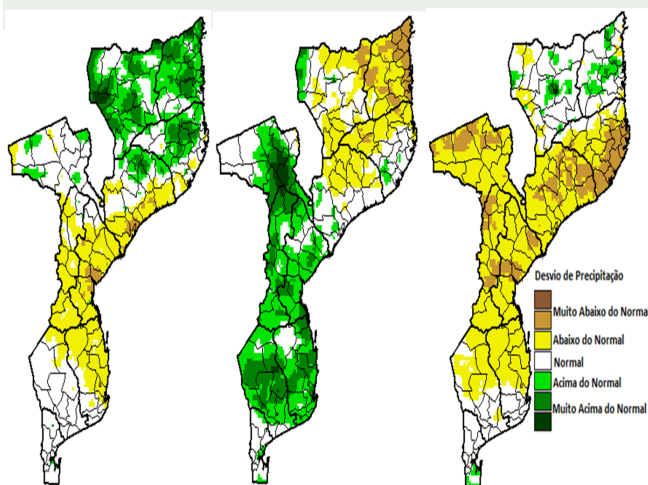 Desvio de Precipitação
Muito Abaixo do Norma
Abaixo do Normal
Normal
Acima do Normal
Muito Acima do Normal